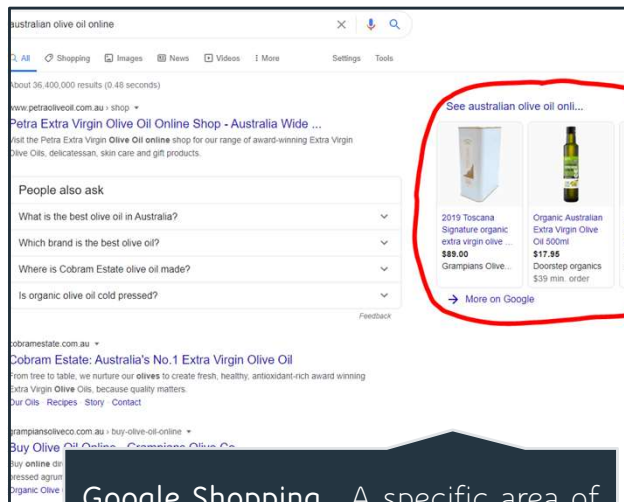 australian olive oil online
All Shopping Images News Videos More Settings Tools
About 36,400,000 results (0.48 seconds)
www.petraoliveoil.com.au › shop
Petra Extra Virgin Olive Oil Online Shop - Australia Wide ...
Visit the Petra Extra Virgin Olive Oil online shop for our range of award-winning Extra Virgin
Olive Oils, delicatessan, skin care and gift products.
People also ask
What is the best olive oil in Australia?
Which brand is the best olive oil?
Where is Cobram Estate olive oil made?
Is organic olive oil cold pressed?
Feedback
cobramestate.com.au
Cobram Estate: Australia's No.1 Extra Virgin Olive Oil
From tree to table, we nurture our olives to create fresh, healthy, antioxidant-rich award winning
Extra Virgin Olive Oils, because quality matters.
Our Oils · Recipes · Story · Contact
grampiansoliveco.com.au › buy-olive-oil-online
Buy Olive Oil Online - Grampians Olive Co
Buy online
pressed agrum
Organic Olive
See australian olive oil onli...
2019 Toscana
Signature organic
extra virgin olive ...
$89.00
Grampians Olive...
Organic Australian
Extra Virgin Olive
Oil 500ml
$17.95
Doorstep organics
$39 min. order
→ More on Google
Google Shopping - A specific area of